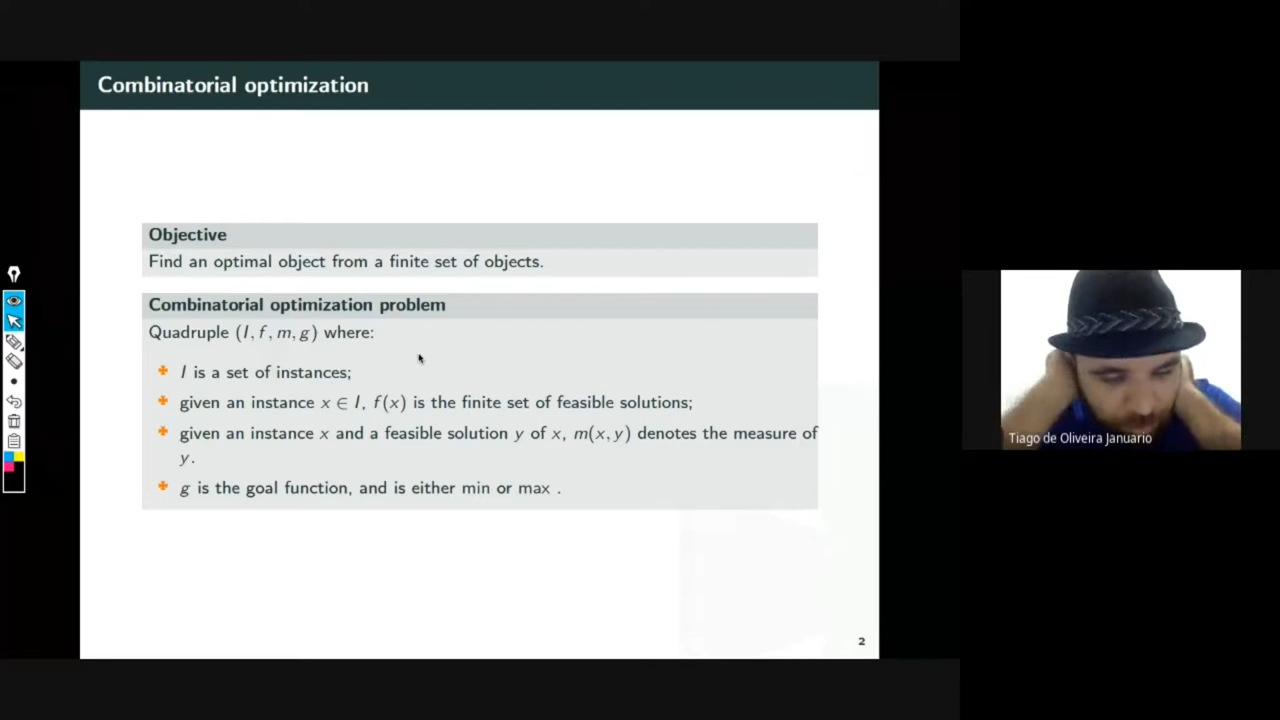 Combinatorial optimization
Objective
Find an optimal object from a finite set of objects.
Combinatorial optimization problem
Quadruple (I, f, m, g) where:
I is a set of instances;
given an instance x ∈ I, f(x) is the finite set of feasible solutions;
given an instance x and a feasible solution y of x, m(x, y) denotes the measure of
y.
g is the goal function, and is either min or max .
2
Tiago de Oliveira Januario